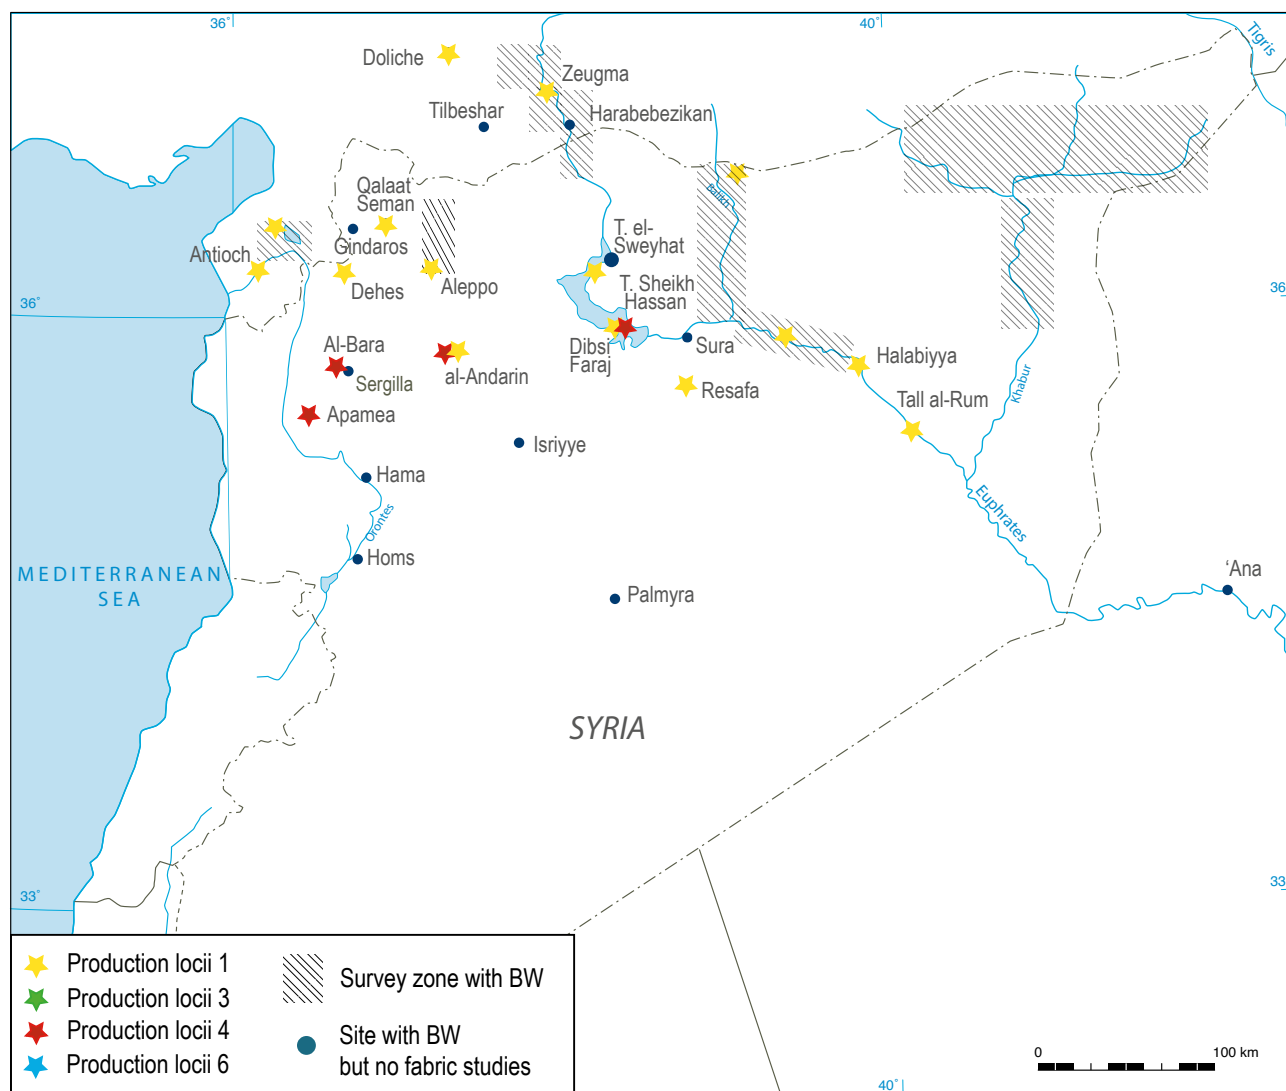 36°
40°
Tigris
Doliche
Zeugma
Tilbeshar
Harabebezikan
Qalaat
Seman
Balikh
Gindaros
T. el-
Sweyhat
Antioch
Dehes
Aleppo
T. Sheikh
Hassan
36°
36
Al-Bara
Sergilla
al-Andarin
Dibsi
Faraj
Sura
Halabiyya
Khabur
Apamea
Resafa
Tall al-Rum
Isriyye
Hama
Orontes
Euphrates
Homs
MEDITERRANEAN
SEA
Palmyra
‘Ana
SYRIA
33°
33
Production locii 1
Production locii 3
Production locii 4
Production locii 6
Survey zone with BW
Site with BW
but no fabric studies
0 100 km
40°